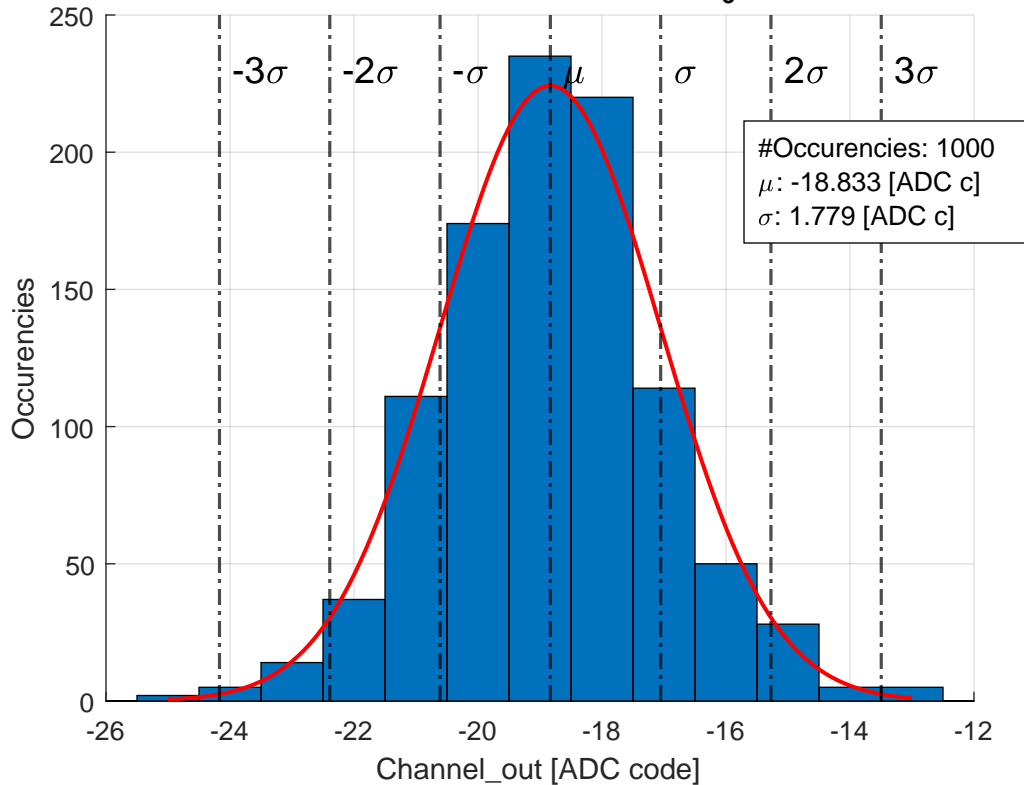 250
-3σ -2σ -σ μ σ 2σ 3σ
#Occurencies: 1000
μ: -18.833 [ADC c]
σ: 1.779 [ADC c]
200
150
100
50
0
Occurencies
-26 -24 -22 -20 -18 -16 -14 -12
Channel_out [ADC code]